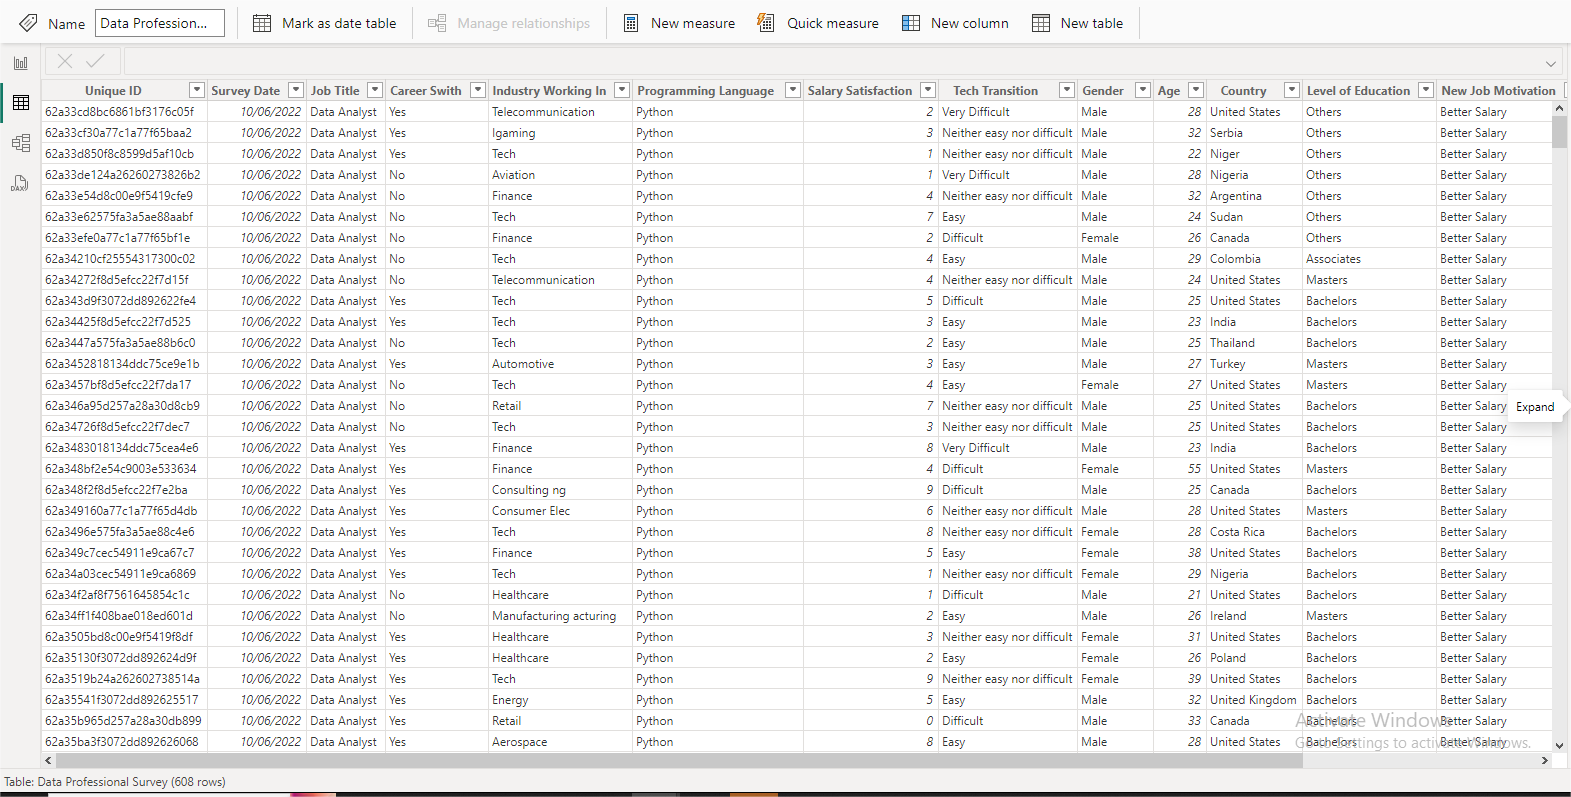 Name Data Profession... Mark as date table Manage relationships New measure Quick measure New column New table
Unique ID Survey Date Job Title Career Swith Industry Working In Programming Language Salary Satisfaction Tech Transition Gender Age Country Level of Education New Job Motivation
62a33cd8bc6861bf3176c05f 10/06/2022 Data Analyst Yes Telecommunication Python 2 Very Difficult Male 28 United States Others Better Salary
62a33cf30a77c1a77f65baa2 10/06/2022 Data Analyst Yes Igaming Python 3 Neither easy nor difficult Male 32 Serbia Others Better Salary
62a33d850f8c8599d5af10cb 10/06/2022 Data Analyst Yes Tech Python 1 Neither easy nor difficult Male 22 Niger Others Better Salary
62a33de124a26260273826b2 10/06/2022 Data Analyst No Aviation Python 1 Very Difficult Male 28 Nigeria Others Better Salary
62a33e54d8c00e9f5419cfe9 10/06/2022 Data Analyst No Finance Python 4 Neither easy nor difficult Male 32 Argentina Others Better Salary
62a33e62575fa3a5ae88aabf 10/06/2022 Data Analyst No Tech Python 7 Easy Male 24 Sudan Others Better Salary
62a33efe0a77c1a77f65bf1e 10/06/2022 Data Analyst No Finance Python 2 Difficult Female 26 Canada Others Better Salary
62a34210cf25554317300c02 10/06/2022 Data Analyst No Tech Python 4 Easy Male 29 Colombia Associates Better Salary
62a34272f8d5efcc22f7d15f 10/06/2022 Data Analyst No Telecommunication Python 4 Neither easy nor difficult Male 24 United States Masters Better Salary
62a343d9f3072dd892622fe4 10/06/2022 Data Analyst Yes Tech Python 5 Difficult Male 25 United States Bachelors Better Salary
62a34425f8d5efcc22f7d525 10/06/2022 Data Analyst Yes Tech Python 3 Easy Male 23 India Bachelors Better Salary
62a3447a575fa3a5ae88b6c0 10/06/2022 Data Analyst No Tech Python 2 Easy Male 25 Thailand Bachelors Better Salary
62a3452818134ddc75ce9e1b 10/06/2022 Data Analyst Yes Automotive Python 3 Easy Male 27 Turkey Masters Better Salary
62a3457bf8d5efcc22f7da17 10/06/2022 Data Analyst No Tech Python 4 Easy Female 27 United States Masters Better Salary
62a346a95d257a28a30d8cb9 10/06/2022 Data Analyst No Retail Python 7 Neither easy nor difficult Male 25 United States Bachelors Better Salary Expand
62a34726f8d5efcc22f7dec7 10/06/2022 Data Analyst No Tech Python 3 Neither easy nor difficult Male 25 United States Bachelors Better Salary
62a3483018134ddc75cea4e6 10/06/2022 Data Analyst Yes Finance Python 8 Very Difficult Male 23 India Bachelors Better Salary
62a348bf2e54c9003e533634 10/06/2022 Data Analyst Yes Finance Python 4 Difficult Female 55 United States Masters Better Salary
62a348f2f8d5efcc22f7e2ba 10/06/2022 Data Analyst Yes Consulting ng Python 9 Difficult Male 25 Canada Bachelors Better Salary
62a349160a77c1a77f65d4db 10/06/2022 Data Analyst Yes Consumer Elec Python 6 Neither easy nor difficult Male 28 United States Masters Better Salary
62a3496e575fa3a5ae88c4e6 10/06/2022 Data Analyst Yes Tech Python 8 Neither easy nor difficult Female 28 Costa Rica Bachelors Better Salary
62a349c7cec54911e9ca67c7 10/06/2022 Data Analyst Yes Finance Python 5 Easy Female 38 United States Bachelors Better Salary
62a34a03cec54911e9ca6869 10/06/2022 Data Analyst Yes Tech Python 1 Neither easy nor difficult Female 29 Nigeria Bachelors Better Salary
62a34f2af8f7561645854c1c 10/06/2022 Data Analyst No Healthcare Python 1 Difficult Male 21 United States Bachelors Better Salary
62a34ff1f408bae018ed601d 10/06/2022 Data Analyst No Manufacturing acturing Python 2 Easy Male 26 Ireland Masters Better Salary
62a3505bd8c00e9f5419f8df 10/06/2022 Data Analyst Yes Healthcare Python 3 Neither easy nor difficult Female 31 United States Bachelors Better Salary
62a35130f3072dd892624d9f 10/06/2022 Data Analyst Yes Healthcare Python 2 Easy Female 26 Poland Bachelors Better Salary
62a3519b24a262602738514a 10/06/2022 Data Analyst Yes Tech Python 9 Neither easy nor difficult Female 39 United States Bachelors Better Salary
62a35541f3072dd892625517 10/06/2022 Data Analyst Yes Energy Python 5 Easy Male 32 United Kingdom Bachelors Better Salary
62a35b965d257a28a30db899 10/06/2022 Data Analyst Yes Retail Python 0 Difficult Male 33 Canada Bachelors Better Salary
62a35ba3f3072dd892626068 10/06/2022 Data Analyst Yes Aerospace Python 8 Easy Male 28 United States Bachelors Better Salary
Activate Windows
Go to Settings to activate Windows.
Table: Data Professional Survey (608 rows)